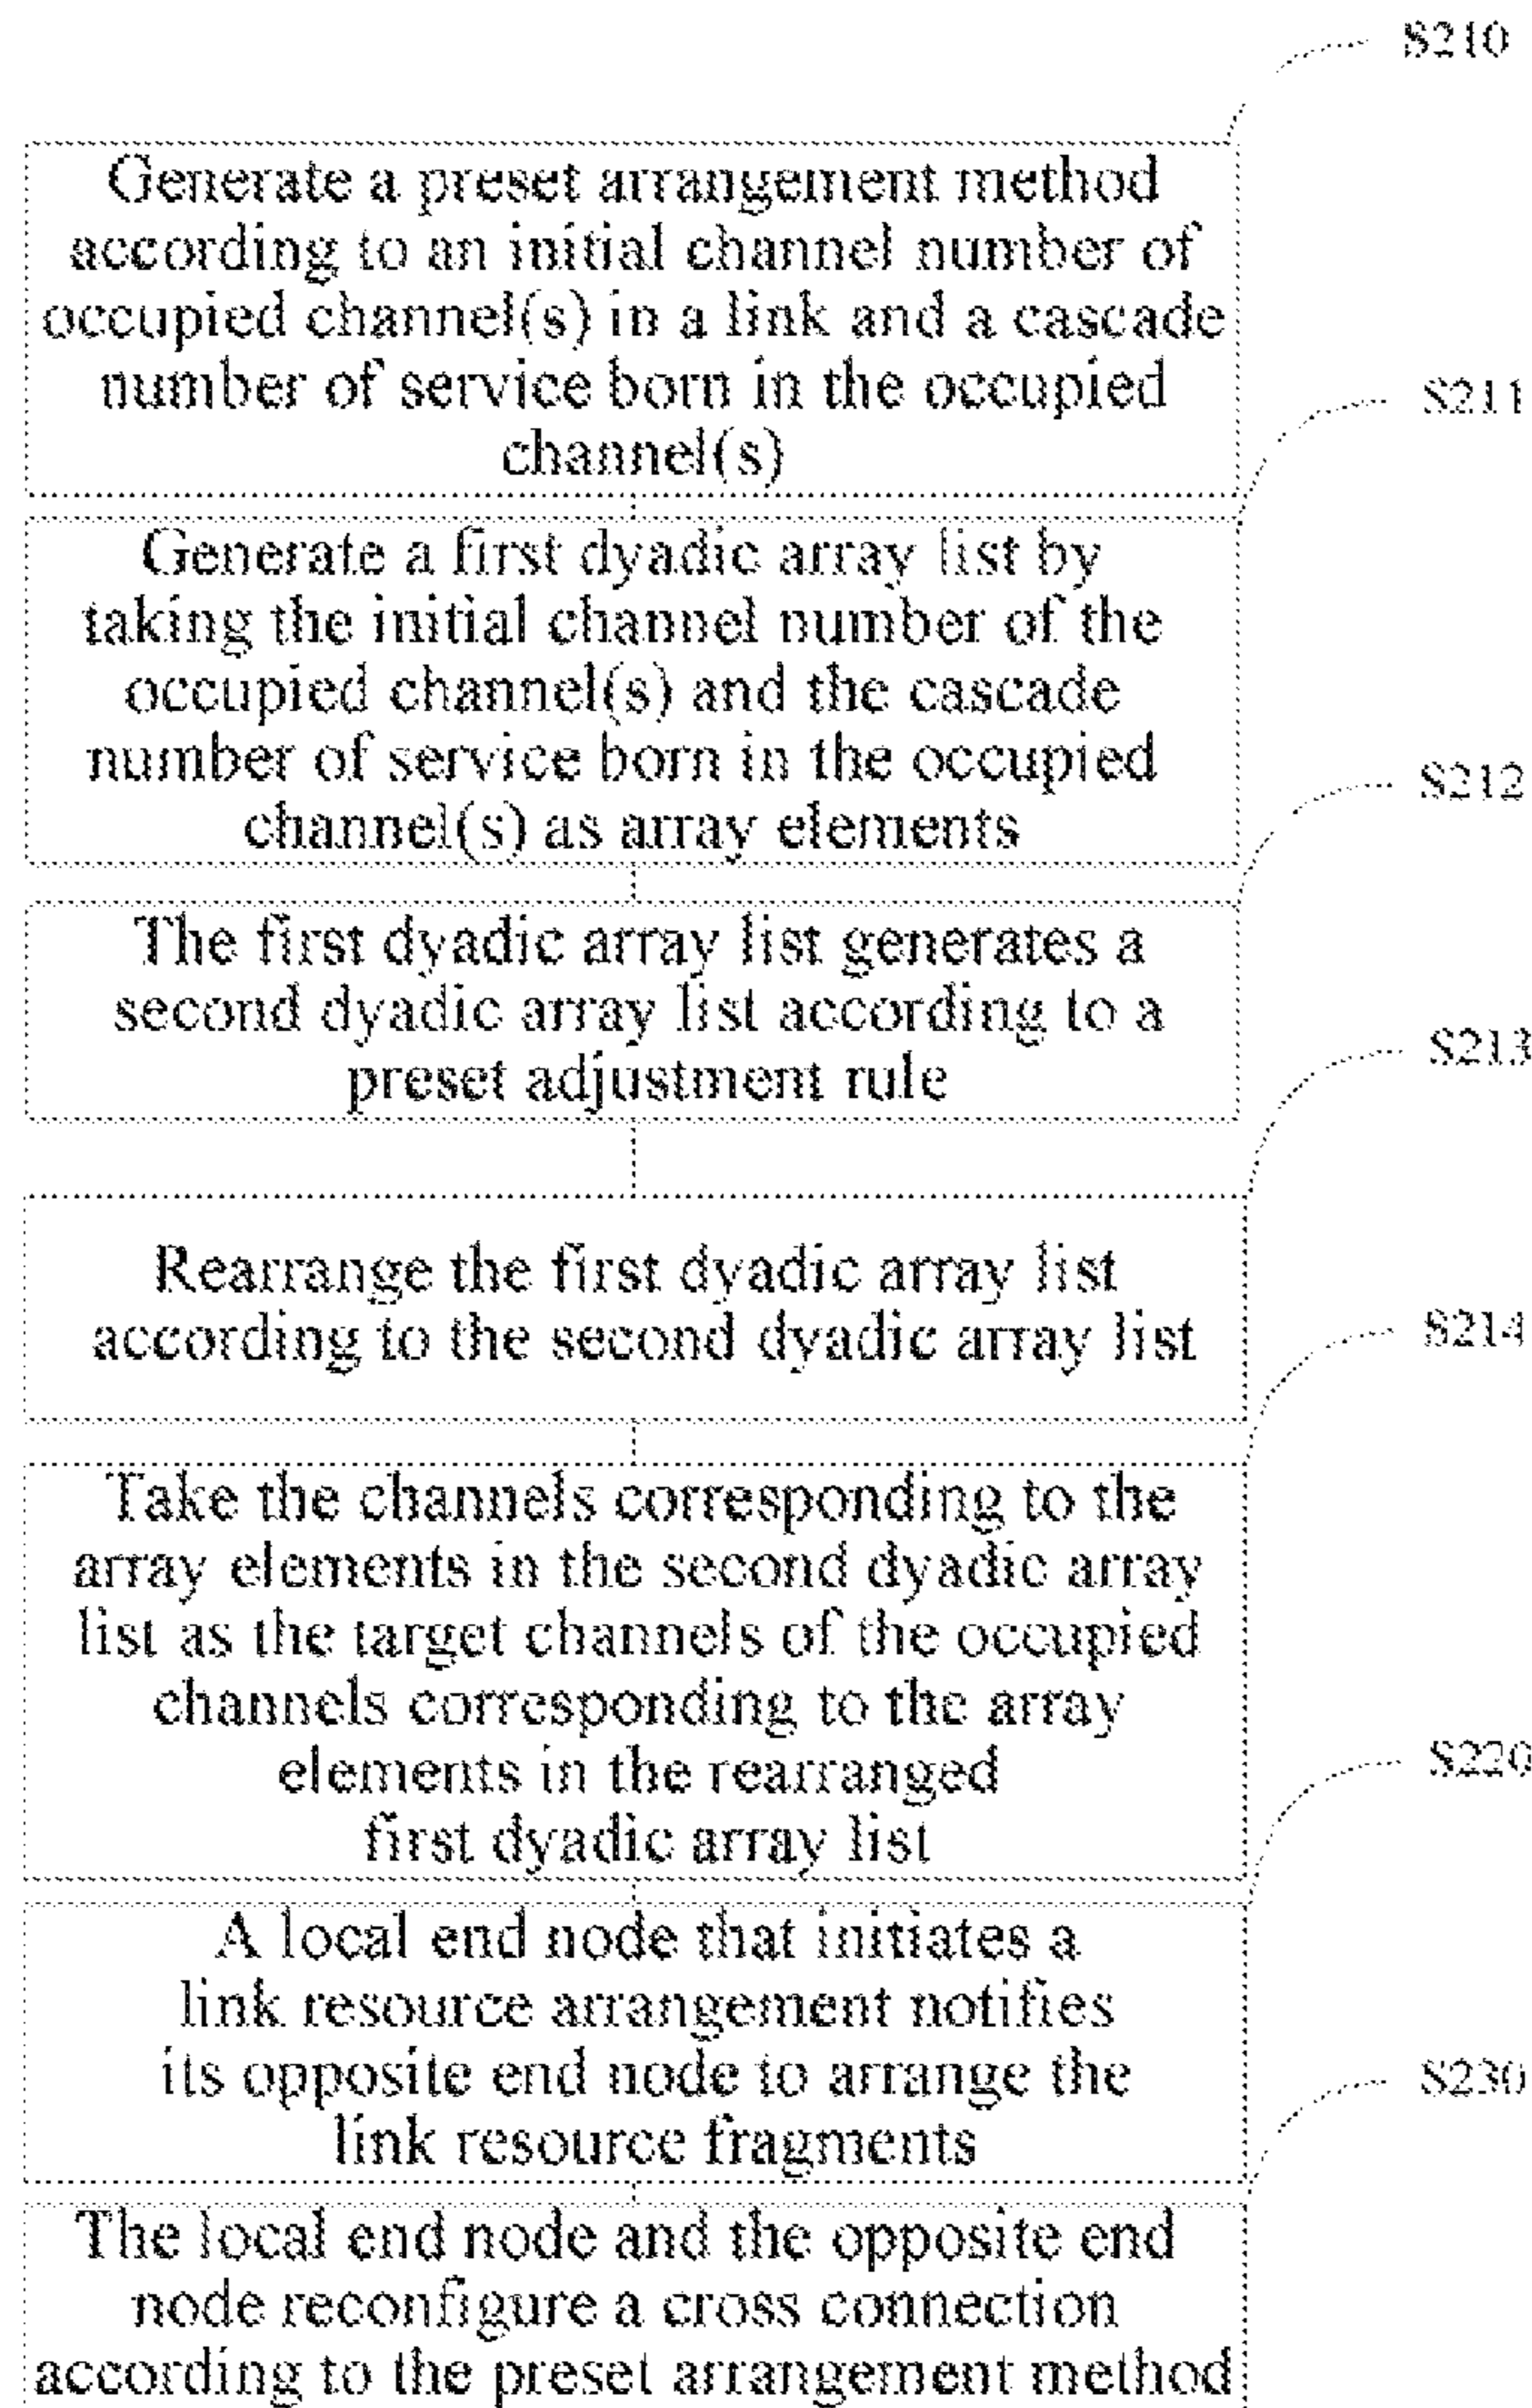 S210
Generate a preset arrangement method
according to an initial channel number of
occupied channel(s) in a link and a cascade
number of service born in the occupied
channel(s)
S211
Generate a first dyadic array list by
taking the initial channel number of the
occupied channel(s) and the cascade
number of service born in the occupied
channel(s) as array elements
S212
The first dyadic array list generates a
second dyadic array list according to a
preset adjustment rule
S213
Rearrange the first dyadic array list
according to the second dyadic array list
S214
Take the channels corresponding to the
array elements in the second dyadic array
list as the target channels of the occupied
channels corresponding to the array
elements in the rearranged
first dyadic array list
S220
A local end node that initiates a
link resource arrangement notifies
its opposite end node to arrange the
link resource fragments
S230
The local end node and the opposite end
node reconfigure a cross connection
according to the preset arrangement method